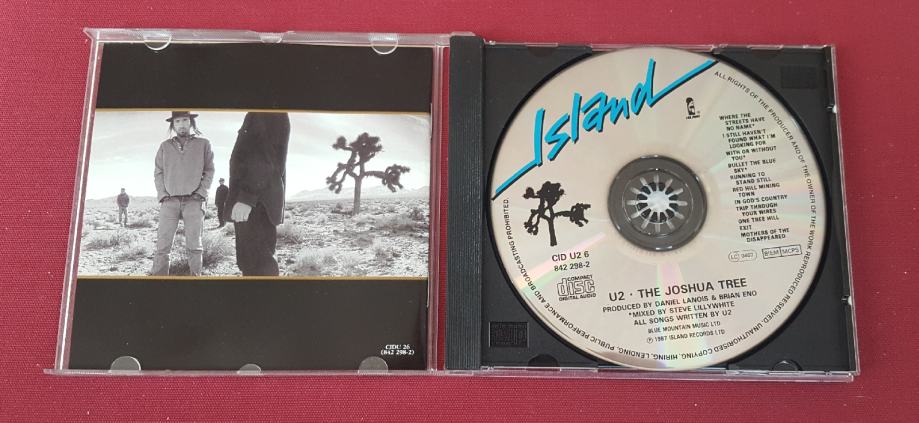 CIDU 26
(842 298-2)
Island
ALL RIGHTS OF THE PRODUCER AND OF THE OWNER OF THE WORK REPRODUCED RESERVED. UNAUTHORISED COPYING, HIRING, LENDING, PUBLIC PERFORMANCE AND BROADCASTING PROHIBITED.
WHERE THE
STREETS HAVE
NO NAME*
I STILL HAVEN'T
FOUND WHAT I'M
LOOKING FOR
WITH OR WITHOUT
YOU*
BULLET THE BLUE
SKY*
RUNNING TO
STAND STILL
RED HILL MINING
TOWN
IN GOD'S COUNTRY
TRIP THROUGH
YOUR WIRES
ONE TREE HILL
EXIT
MOTHERS OF THE
DISAPPEARED
CID U2 6
842 298-2
LC 0407
BIEM/MCPS
COMPACT
disc
DIGITAL AUDIO
U2 · THE JOSHUA TREE
PRODUCED BY DANIEL LANOIS & BRIAN ENO
*MIXED BY STEVE LILLYWHITE
ALL SONGS WRITTEN BY U2
BLUE MOUNTAIN MUSIC LTD
℗ 1987 ISLAND RECORDS LTD